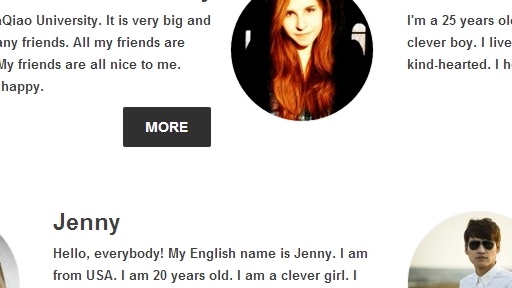 aQiao University. It is very big and
any friends. All my friends are
My friends are all nice to me.
happy.
MORE
I'm a 25 years
clever boy. I live
kind-hearted. I
Jenny
Hello, everybody! My English name is Jenny. I am
from USA. I am 20 years old. I am a clever girl. I